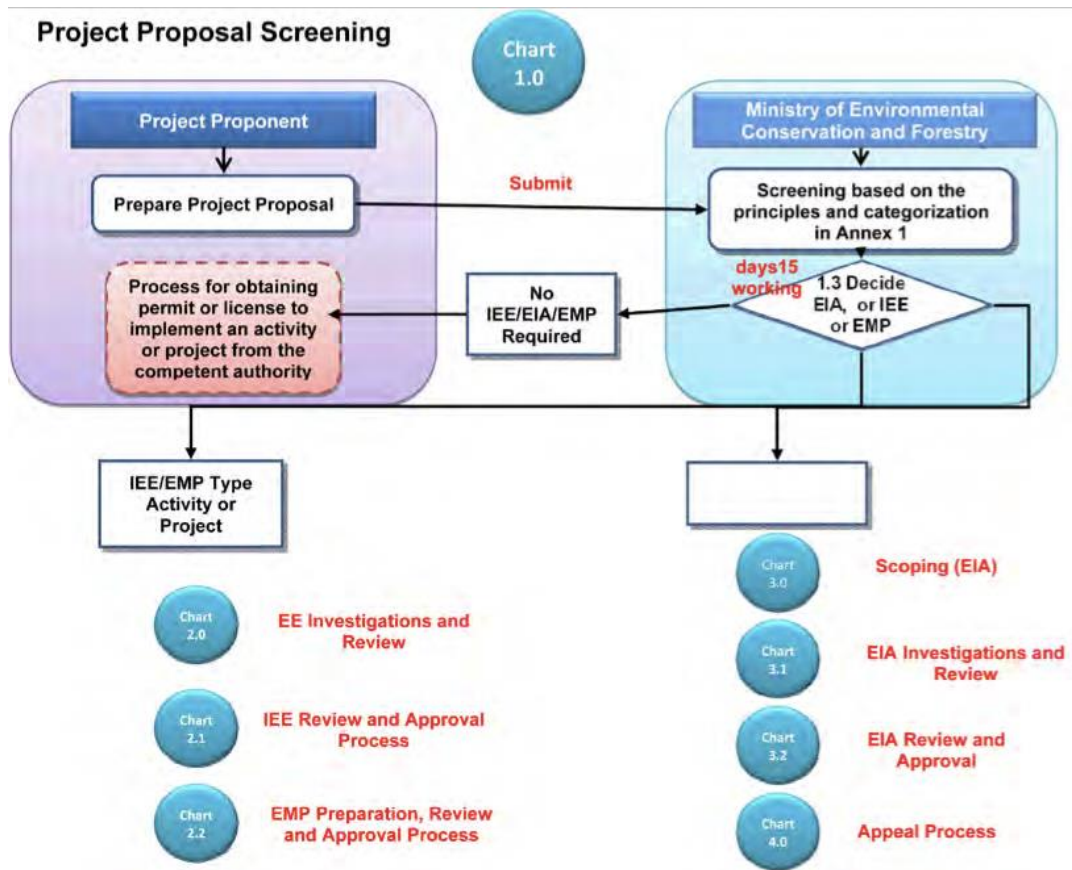 Project Proposal Screening
Chart
1.0
Project Proponent
Ministry of Environmental
Conservation and Forestry
Prepare Project Proposal
Submit
Screening based on the
principles and categorization
in Annex 1
Process for obtaining
permit or license to
implement an activity
or project from the
competent authority
No
IEE/EIA/EMP
Required
days15
working
1.3 Decide
EIA, or IEE
or EMP
IEE/EMP Type
Activity or
Project
Chart
2.0
EE Investigations and
Review
Chart
2.1
IEE Review and Approval
Process
Chart
2.2
EMP Preparation, Review
and Approval Process
Chart
3.0
Scoping (EIA)
Chart
3.1
EIA Investigations and
Review
Chart
3.2
EIA Review and
Approval
Chart
4.0
Appeal Process